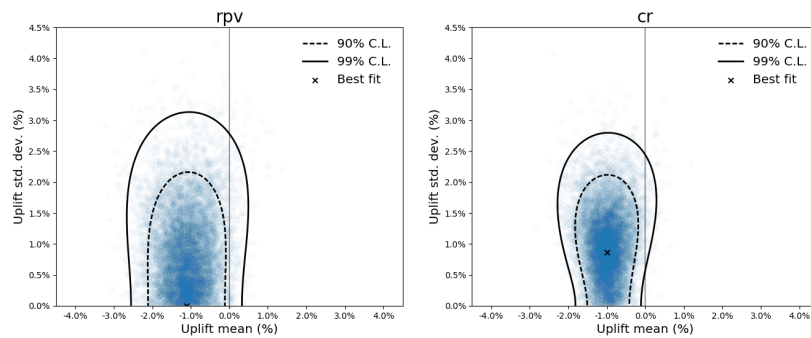 rpv
4.5%
4.0%
3.5%
3.0%
2.5%
2.0%
1.5%
1.0%
0.5%
0.0%
Uplift std. dev. (%)
90% C.L.
99% C.L.
Best fit
-4.0% -3.0% -2.0% -1.0% 0.0% 1.0% 2.0% 3.0% 4.0%
Uplift mean (%)
cr
4.5%
4.0%
3.5%
3.0%
2.5%
2.0%
1.5%
1.0%
0.5%
0.0%
Uplift std. dev. (%)
90% C.L.
99% C.L.
Best fit
-4.0% -3.0% -2.0% -1.0% 0.0% 1.0% 2.0% 3.0% 4.0%
Uplift mean (%)